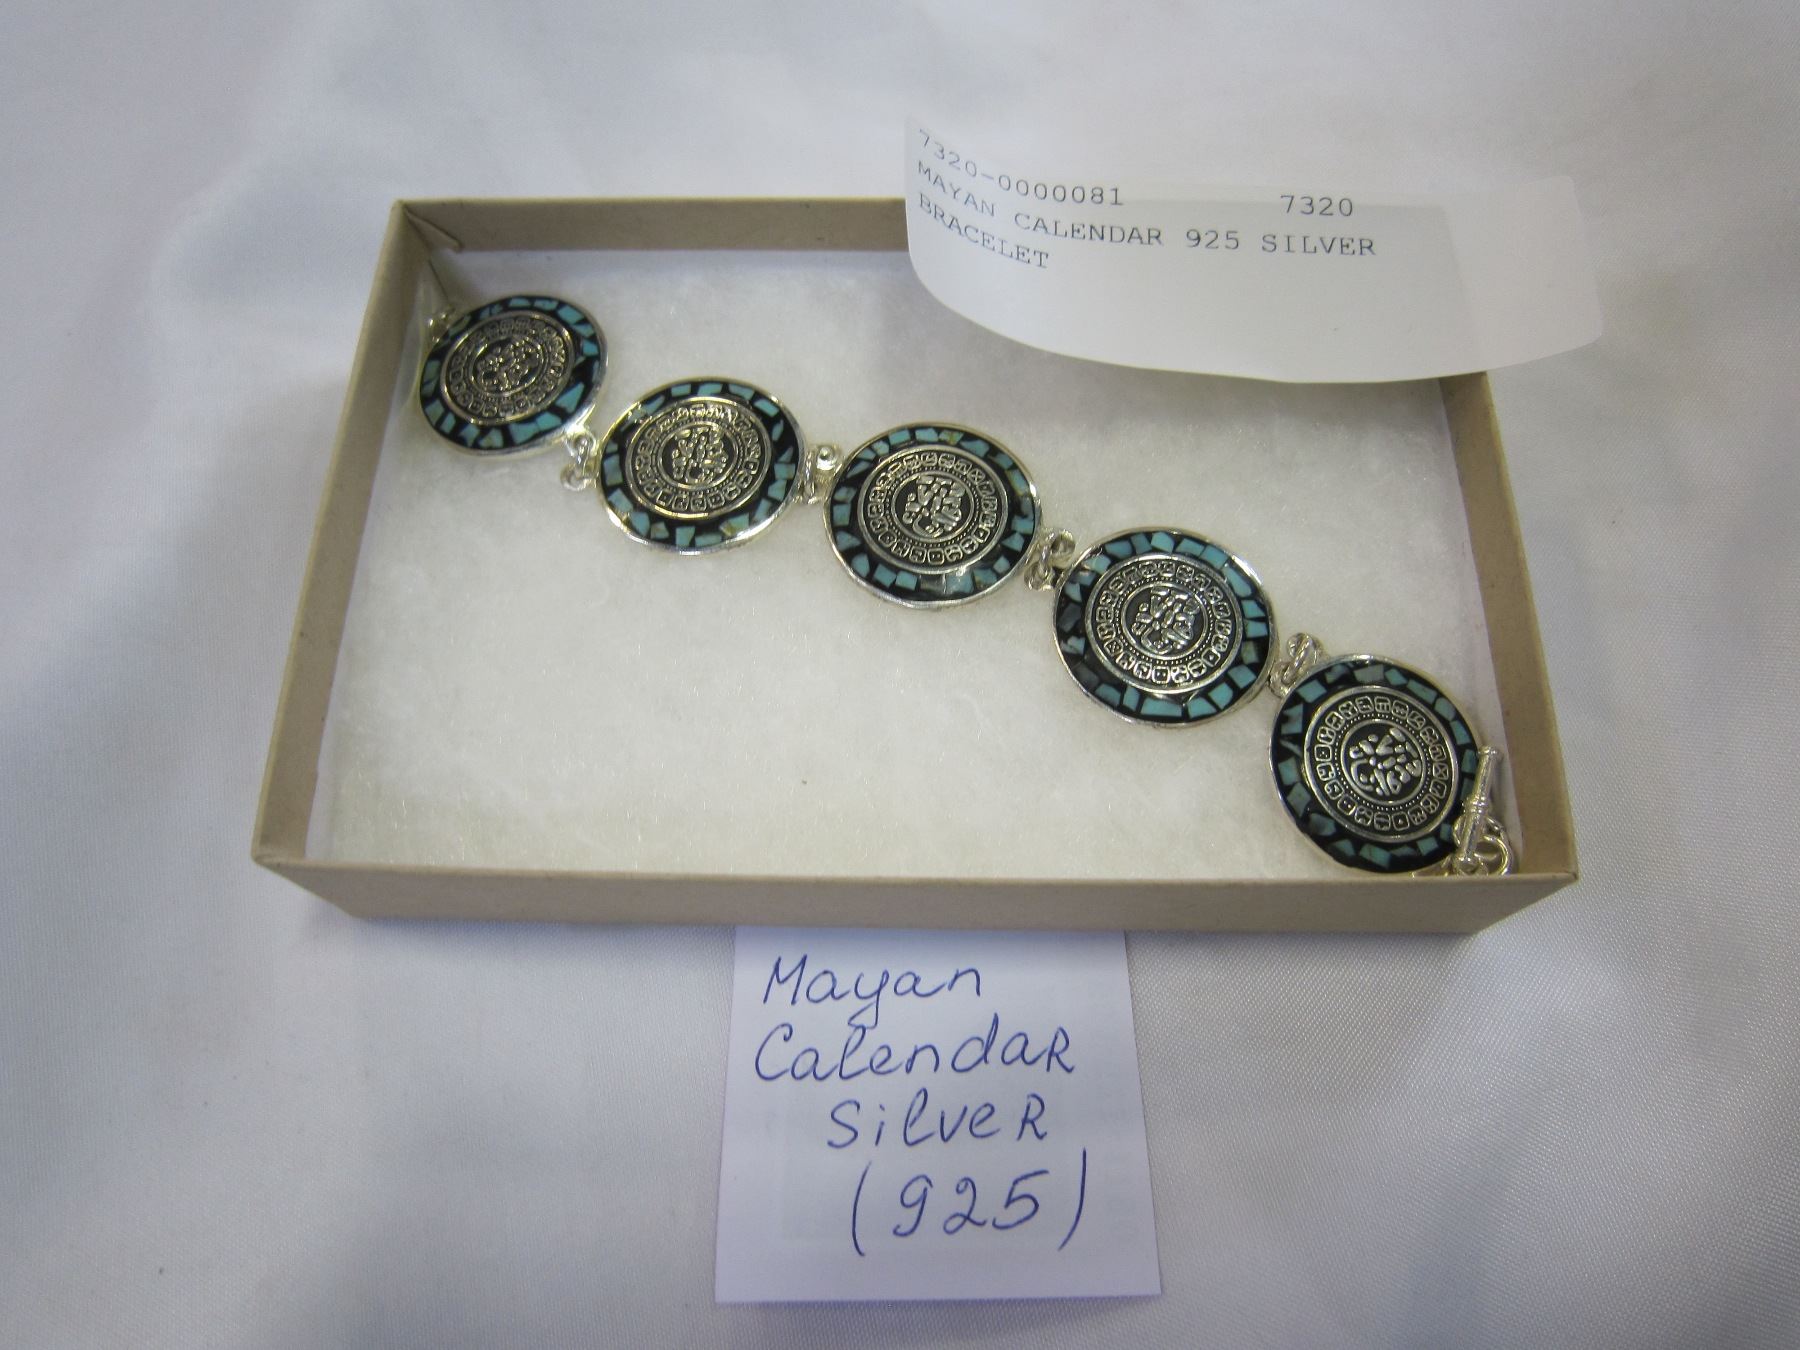 7320-0000081 7320
MAYAN CALENDAR 925 SILVER
BRACELET
Mayan
CalendaR
SilveR
(925)